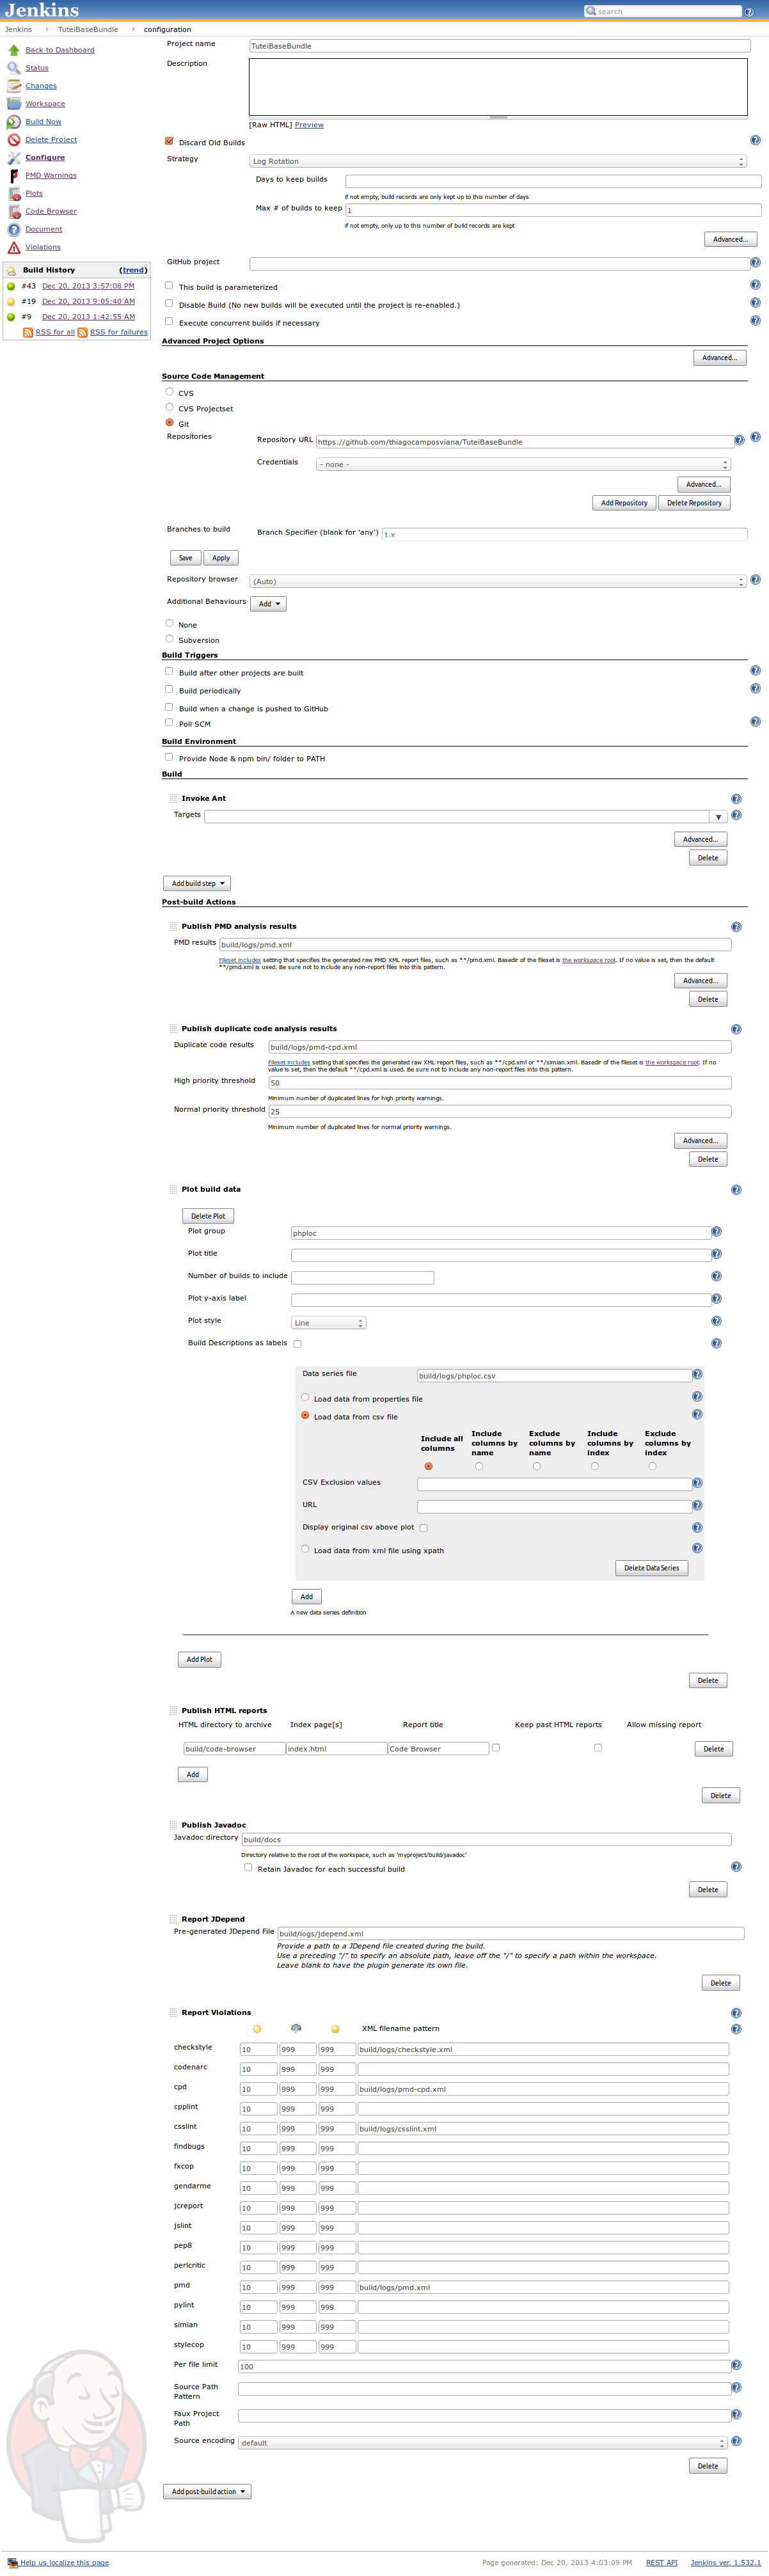 Jenkins
search
Jenkins TuteiBaseBundle configuration
Back to Dashboard
Status
Changes
Workspace
Build Now
Delete Project
Configure
PMD Warnings
Plots
Code Browser
Document
Violations
Build History (trend)
#43 Dec 20, 2013 3:57:08 PM
#19 Dec 20, 2013 9:05:40 AM
#9 Dec 20, 2013 1:42:55 AM
RSS for all RSS for failures
Project name TuteiBaseBundle
Description
[Raw HTML] Preview
Discard Old Builds
Strategy Log Rotation
Days to keep builds
if not empty, build records are only kept up to this number of days
Max # of builds to keep 1
if not empty, only up to this number of build records are kept
Advanced...
GitHub project
This build is parameterized
Disable Build (No new builds will be executed until the project is re-enabled.)
Execute concurrent builds if necessary
Advanced Project Options
Advanced...
Source Code Management
CVS
CVS Projectset
Git
Repositories Repository URL https://github.com/thiagocamposviana/TuteiBaseBundle
Credentials - none -
Advanced...
Add Repository Delete Repository
Branches to build Branch Specifier (blank for 'any') 1.x
Save Apply
Repository browser (Auto)
Additional Behaviours Add
None
Subversion
Build Triggers
Build after other projects are built
Build periodically
Build when a change is pushed to GitHub
Poll SCM
Build Environment
Provide Node & npm bin/ folder to PATH
Build
Invoke Ant
Targets
Advanced...
Delete
Add build step
Post-build Actions
Publish PMD analysis results
PMD results build/logs/pmd.xml
Fileset includes setting that specifies the generated raw PMD XML report files, such as **/pmd.xml. Basedir of the fileset is the workspace root. If no value is set, then the default
**/pmd.xml is used. Be sure not to include any non-report files into this pattern.
Advanced...
Delete
Publish duplicate code analysis results
Duplicate code results build/logs/pmd-cpd.xml
Fileset includes setting that specifies the generated raw XML report files, such as **/cpd.xml or **/simian.xml. Basedir of the fileset is the workspace root. If no
value is set, then the default **/cpd.xml is used. Be sure not to include any non-report files into this pattern.
High priority threshold 50
Minimum number of duplicated lines for high priority warnings.
Normal priority threshold 25
Minimum number of duplicated lines for normal priority warnings.
Advanced...
Delete
Plot build data
Delete Plot
Plot group phploc
Plot title
Number of builds to include
Plot y-axis label
Plot style Line
Build Descriptions as labels
Data series file build/logs/phploc.csv
Load data from properties file
Load data from csv file
Include all columns Include columns by name Exclude columns by name Include columns by index Exclude columns by index
CSV Exclusion values
URL
Display original csv above plot
Load data from xml file using xpath
Delete Data Series
Add
A new data series definition
Add Plot
Delete
Publish HTML reports
HTML directory to archive Index page[s] Report title Keep past HTML reports Allow missing report
build/code-browser index.html Code Browser Delete
Add
Delete
Publish Javadoc
Javadoc directory build/docs
Directory relative to the root of the workspace, such as 'myproject/build/javadoc'
Retain Javadoc for each successful build
Delete
Report JDepend
Pre-generated JDepend File build/logs/jdepend.xml
Provide a path to a JDepend file created during the build.
Use a preceding "/" to specify an absolute path, leave off the "/" to specify a path within the workspace.
Leave blank to have the plugin generate its own file.
Delete
Report Violations
XML filename pattern
checkstyle 10 999 999 build/logs/checkstyle.xml
codenarc 10 999 999
cpd 10 999 999 build/logs/pmd-cpd.xml
cpplint 10 999 999
csslint 10 999 999 build/logs/csslint.xml
findbugs 10 999 999
fxcop 10 999 999
gendarme 10 999 999
jcreport 10 999 999
jslint 10 999 999
pep8 10 999 999
perlcritic 10 999 999
pmd 10 999 999 build/logs/pmd.xml
pylint 10 999 999
simian 10 999 999
stylecop 10 999 999
Per file limit 100
Source Path
Pattern
Faux Project
Path
Source encoding default
Delete
Add post-build action
Help us localize this page Page generated: Dec 20, 2013 4:03:09 PM REST API Jenkins ver. 1.532.1